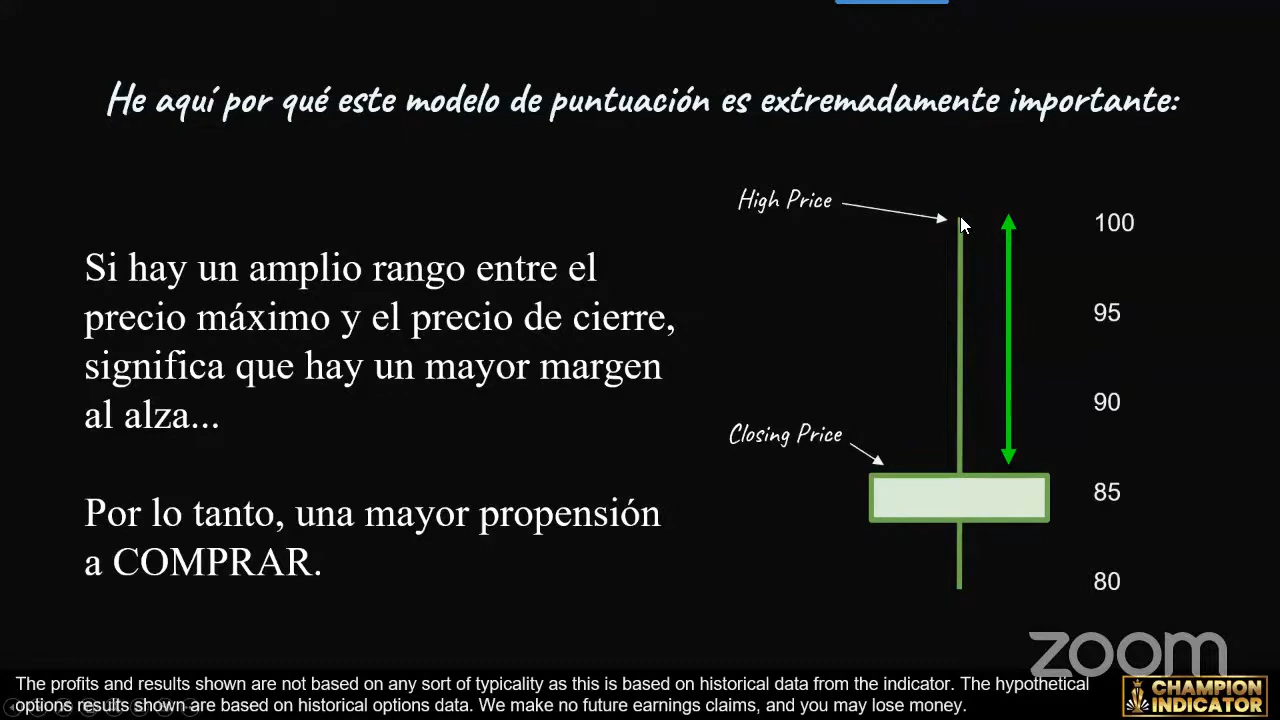 He aquí por qué este modelo de puntuación es extremadamente importante:
High Price
100
Si hay un amplio rango entre el
precio máximo y el precio de cierre,
significa que hay un mayor margen
al alza...
95
90
Closing Price
85
Por lo tanto, una mayor propensión
a COMPRAR.
80
zoom
The profits and results shown are not based on any sort of typicality as this is based on historical data from the indicator. The hypothetical
options results shown are based on historical options data. We make no future earnings claims, and you may lose money.
CHAMPION
INDICATOR